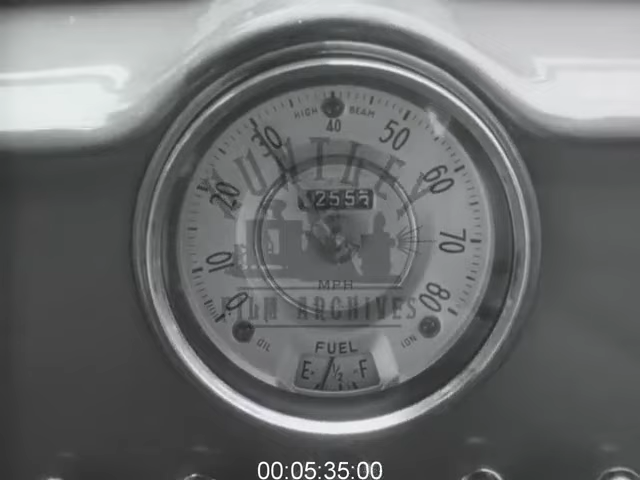 HIGH BEAM
0 10 20 30 40 50 60 70 80
HUNTLEY
MPH
FILM ARCHIVES
OIL IGN
FUEL
E ½ F
00:05:35:00